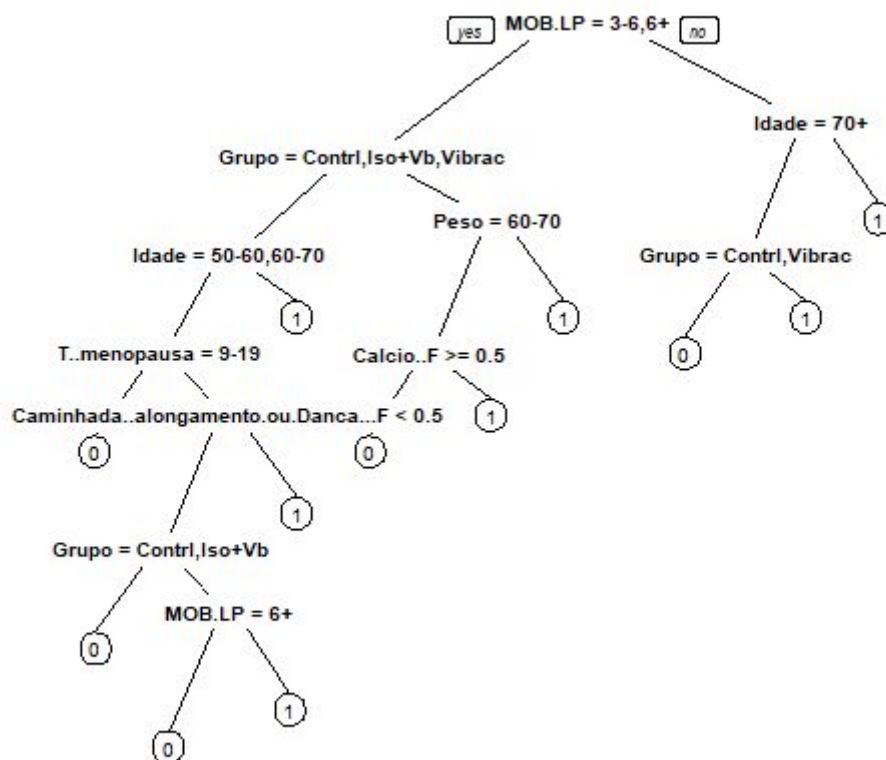 yes MOB.LP = 3-6,6+ no
Idade = 70+
Grupo = Contrl,Iso+Vb,Vibrac
1
Peso = 60-70
Idade = 50-60,60-70
Grupo = Contrl,Vibrac
1
1
1
0
T..menopausa = 9-19
Calcio..F >= 0.5
Caminhada..alongamento.ou.Danca...F < 0.5
1
0
0
1
Grupo = Contrl,Iso+Vb
MOB.LP = 6+
0
1
0